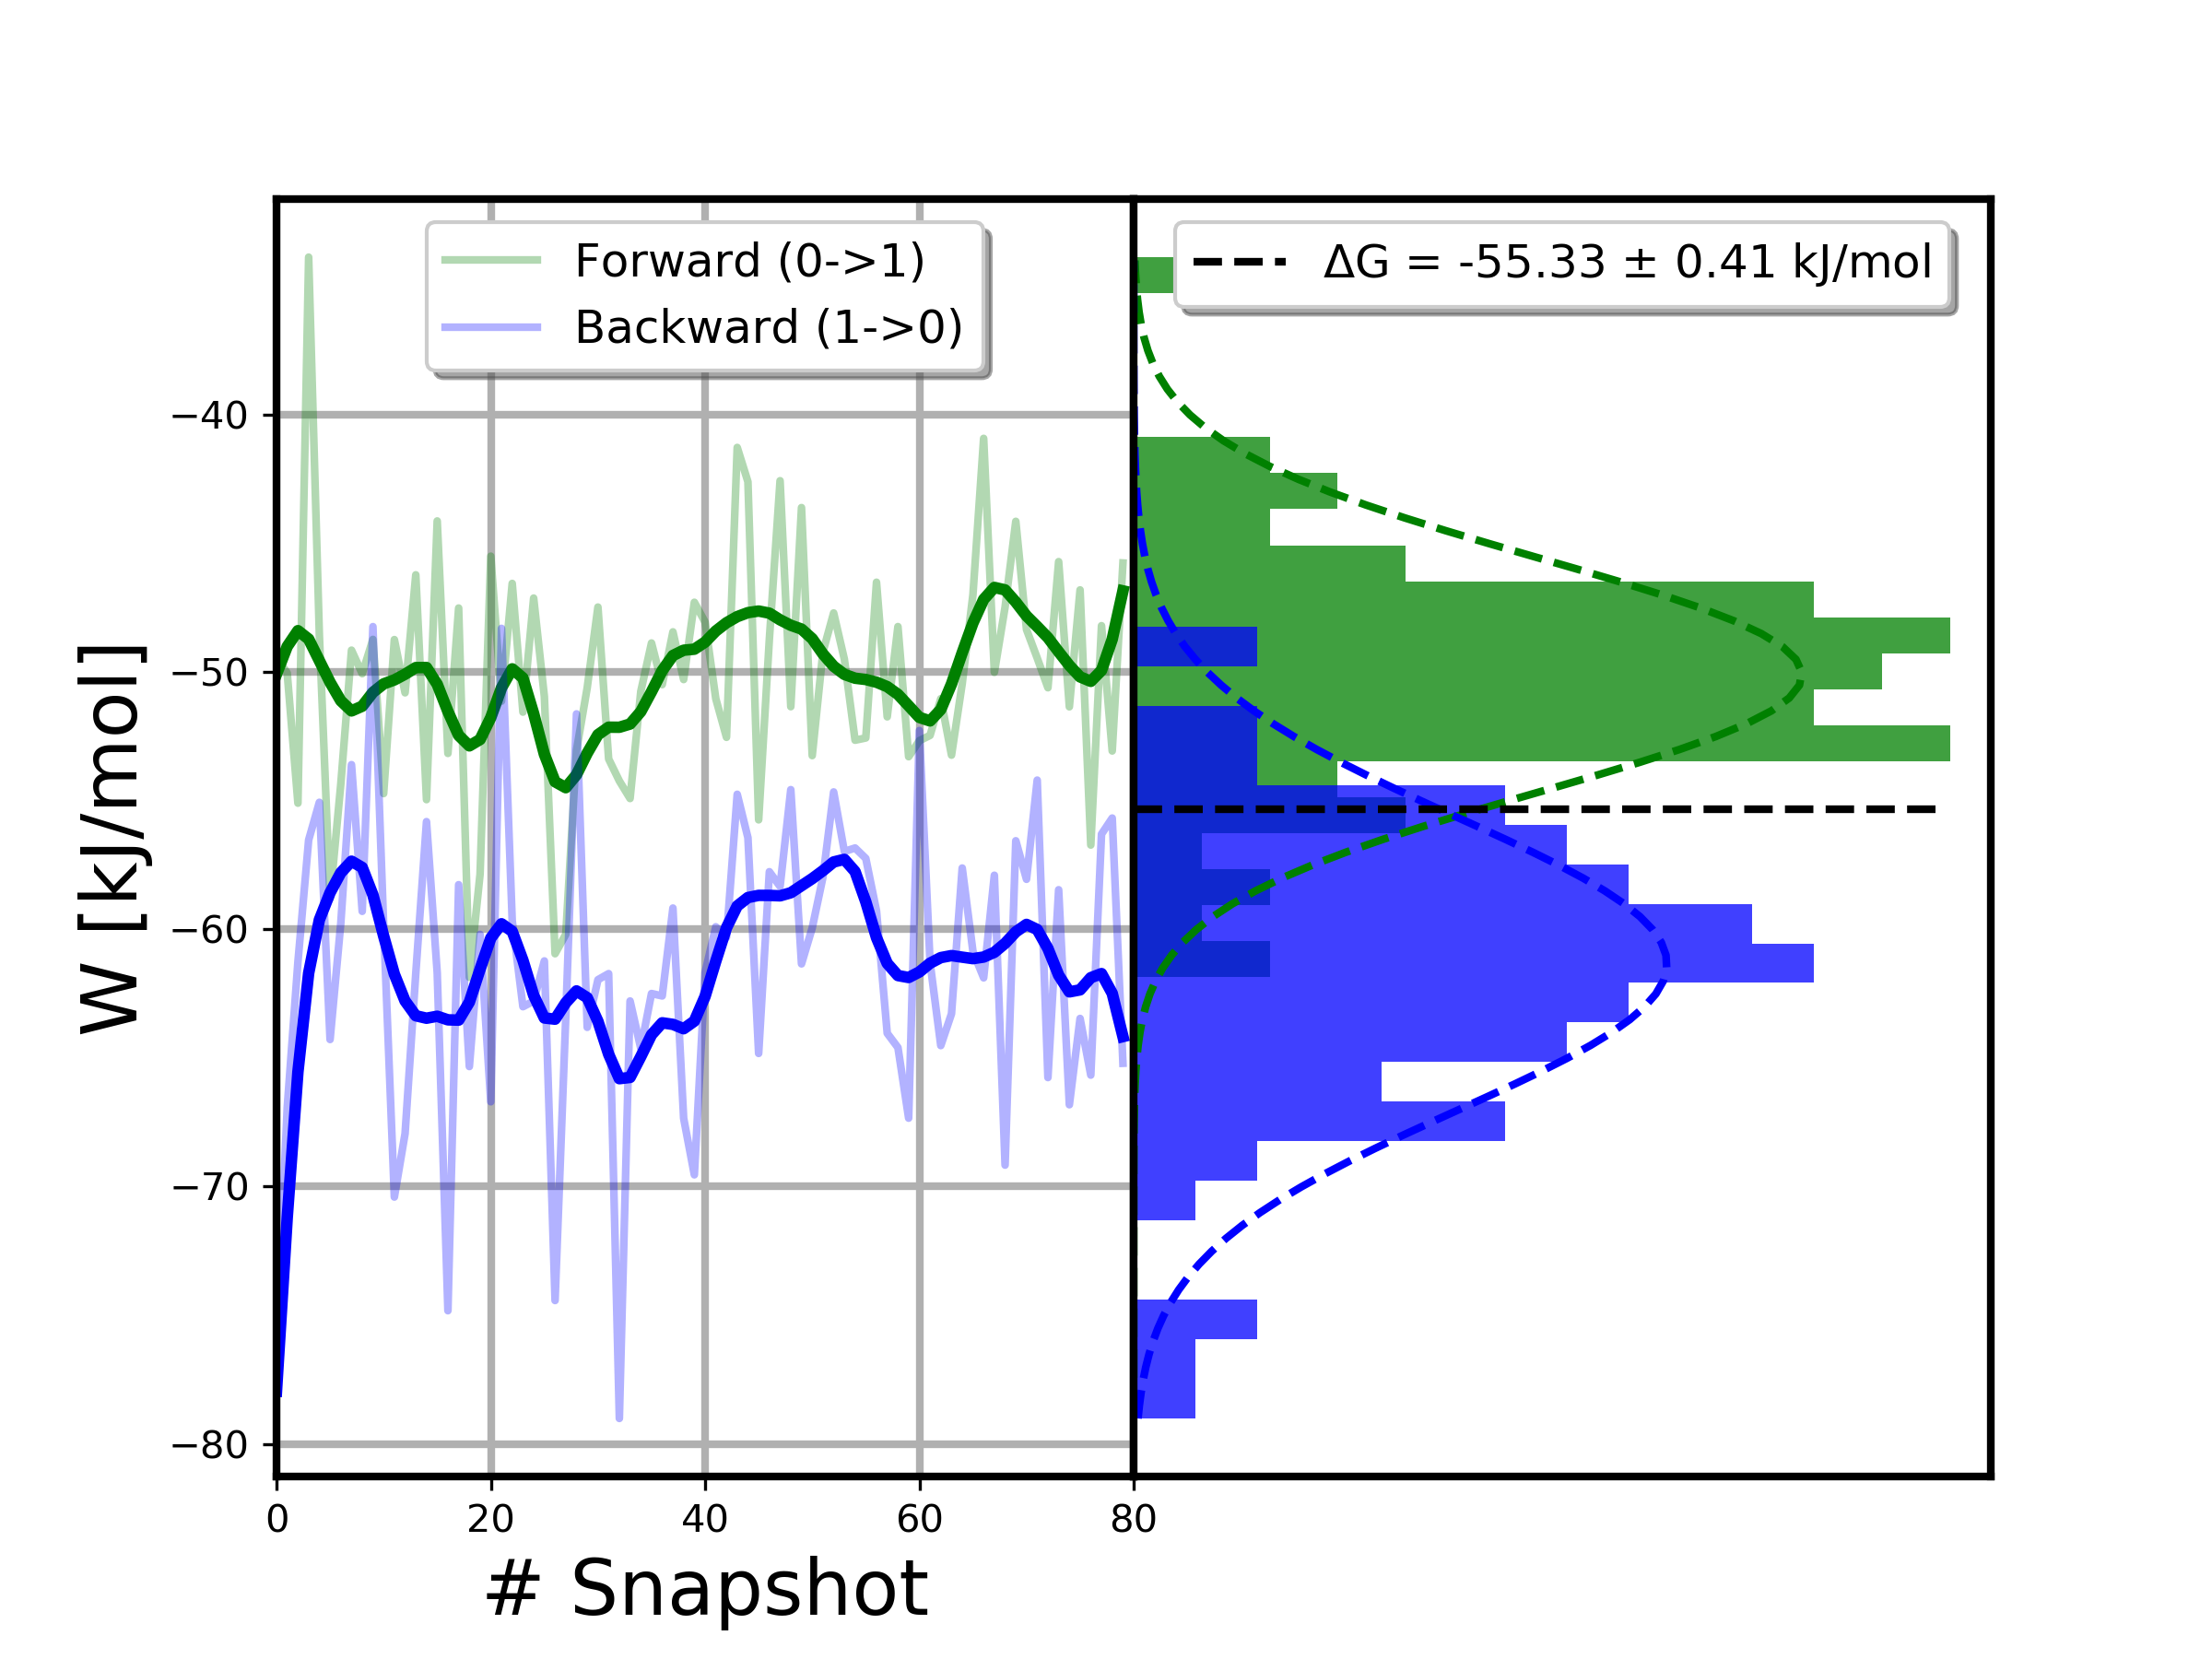 Forward (0->1)
Backward (1->0)
ΔG = -55.33 ± 0.41 kJ/mol
W [kJ/mol]
−40
−50
−60
−70
−80
0 20 40 60 80
# Snapshot